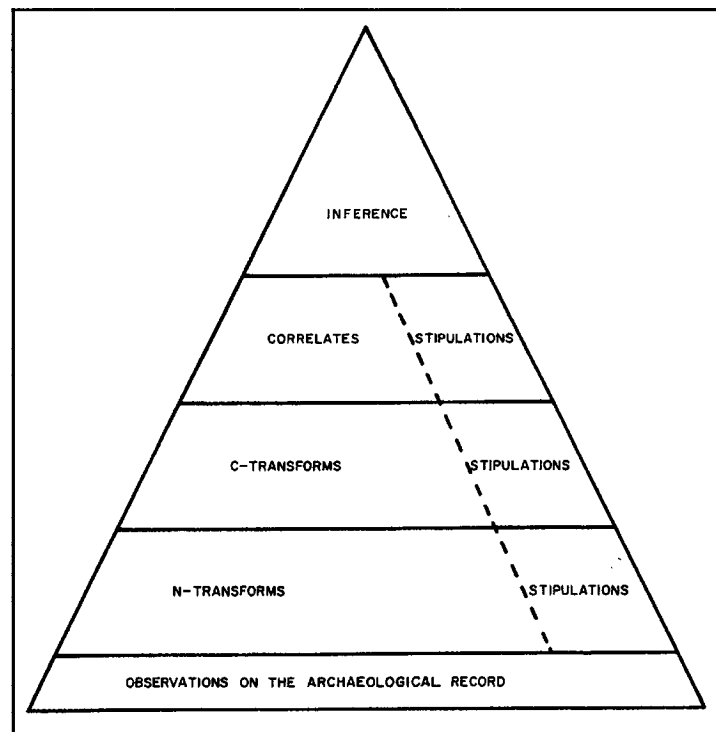 INFERENCE
CORRELATES STIPULATIONS
C-TRANSFORMS STIPULATIONS
N-TRANSFORMS STIPULATIONS
OBSERVATIONS ON THE ARCHAEOLOGICAL RECORD